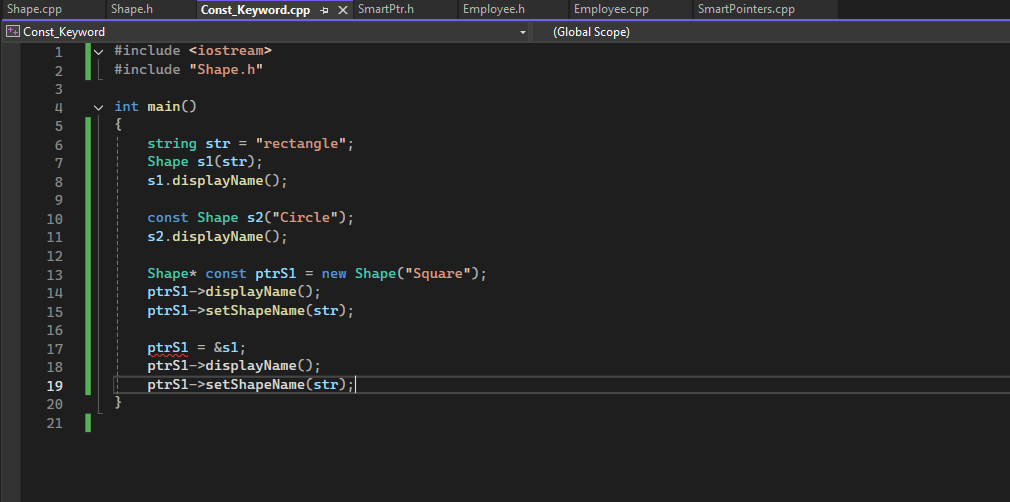 Shape.cpp Shape.h Const_Keyword.cpp SmartPtr.h Employee.h Employee.cpp SmartPointers.cpp
Const_Keyword (Global Scope)
1 #include <iostream>
2 #include "Shape.h"
3
4 int main()
5 {
6 string str = "rectangle";
7 Shape s1(str);
8 s1.displayName();
9
10 const Shape s2("Circle");
11 s2.displayName();
12
13 Shape* const ptrS1 = new Shape("Square");
14 ptrS1->displayName();
15 ptrS1->setShapeName(str);
16
17 ptrS1 = &s1;
18 ptrS1->displayName();
19 ptrS1->setShapeName(str);
20 }
21